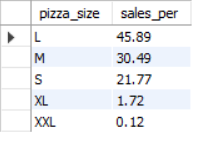 pizza_size sales_per
L 45.89
M 30.49
S 21.77
XL 1.72
XXL 0.12